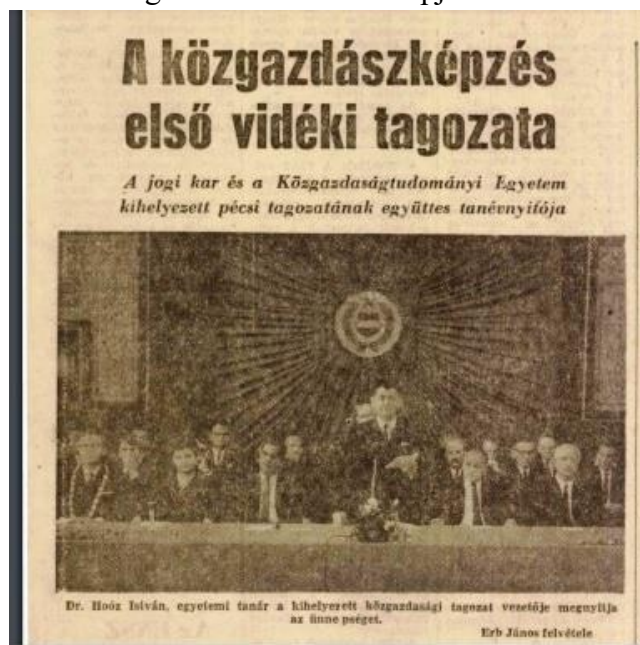 A közgazdászképzés
első vidéki tagozata
A jogi kar és a Közgazdaságtudományi Egyetem
kihelyezett pécsi tagozatának együttes tanévnyitója
Dr. Hoóz István, egyetemi tanár a kihelyezett közgazdasági tagozat vezetője megnyitja
az ünnepséget.
Erb János felvétele